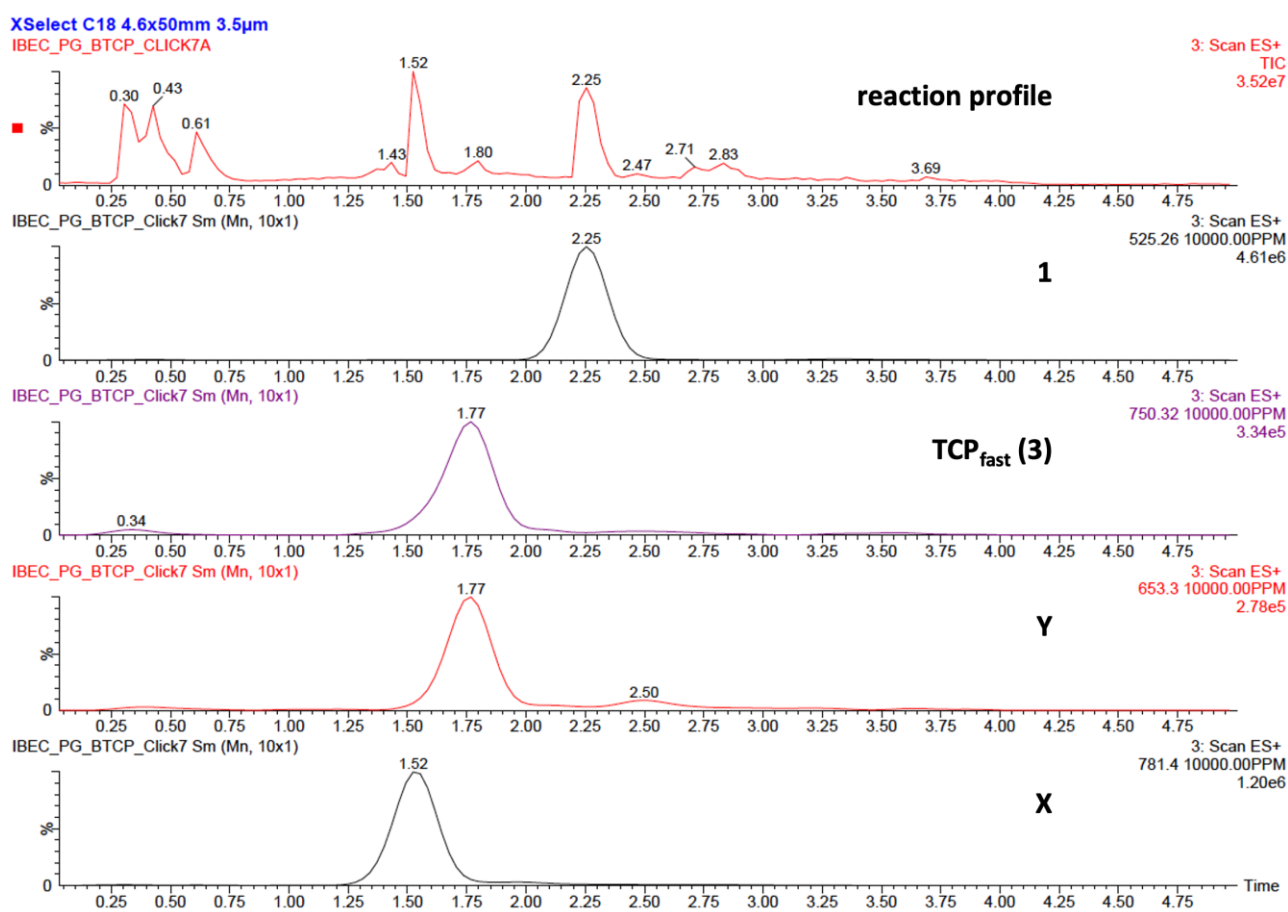 XSelect C18 4.6x50mm 3.5µm
IBEC_PG_BTCP_CLICK7A
3: Scan ES+
TIC
3.52e7
reaction profile
%
0.30
0.43
0.61
1.43
1.52
1.80
2.25
2.47
2.71
2.83
3.69
0
0.25 0.50 0.75 1.00 1.25 1.50 1.75 2.00 2.25 2.50 2.75 3.00 3.25 3.50 3.75 4.00 4.25 4.50 4.75
IBEC_PG_BTCP_Click7 Sm (Mn, 10x1)
3: Scan ES+
525.26 10000.00PPM
4.61e6
1
2.25
%
0
0.25 0.50 0.75 1.00 1.25 1.50 1.75 2.00 2.25 2.50 2.75 3.00 3.25 3.50 3.75 4.00 4.25 4.50 4.75
IBEC_PG_BTCP_Click7 Sm (Mn, 10x1)
3: Scan ES+
750.32 10000.00PPM
3.34e5
TCPfast (3)
1.77
%
0.34
0
0.25 0.50 0.75 1.00 1.25 1.50 1.75 2.00 2.25 2.50 2.75 3.00 3.25 3.50 3.75 4.00 4.25 4.50 4.75
IBEC_PG_BTCP_Click7 Sm (Mn, 10x1)
3: Scan ES+
653.3 10000.00PPM
2.78e5
Y
1.77
%
2.50
0
0.25 0.50 0.75 1.00 1.25 1.50 1.75 2.00 2.25 2.50 2.75 3.00 3.25 3.50 3.75 4.00 4.25 4.50 4.75
IBEC_PG_BTCP_Click7 Sm (Mn, 10x1)
3: Scan ES+
781.4 10000.00PPM
1.20e6
X
1.52
%
0
Time
0.25 0.50 0.75 1.00 1.25 1.50 1.75 2.00 2.25 2.50 2.75 3.00 3.25 3.50 3.75 4.00 4.25 4.50 4.75